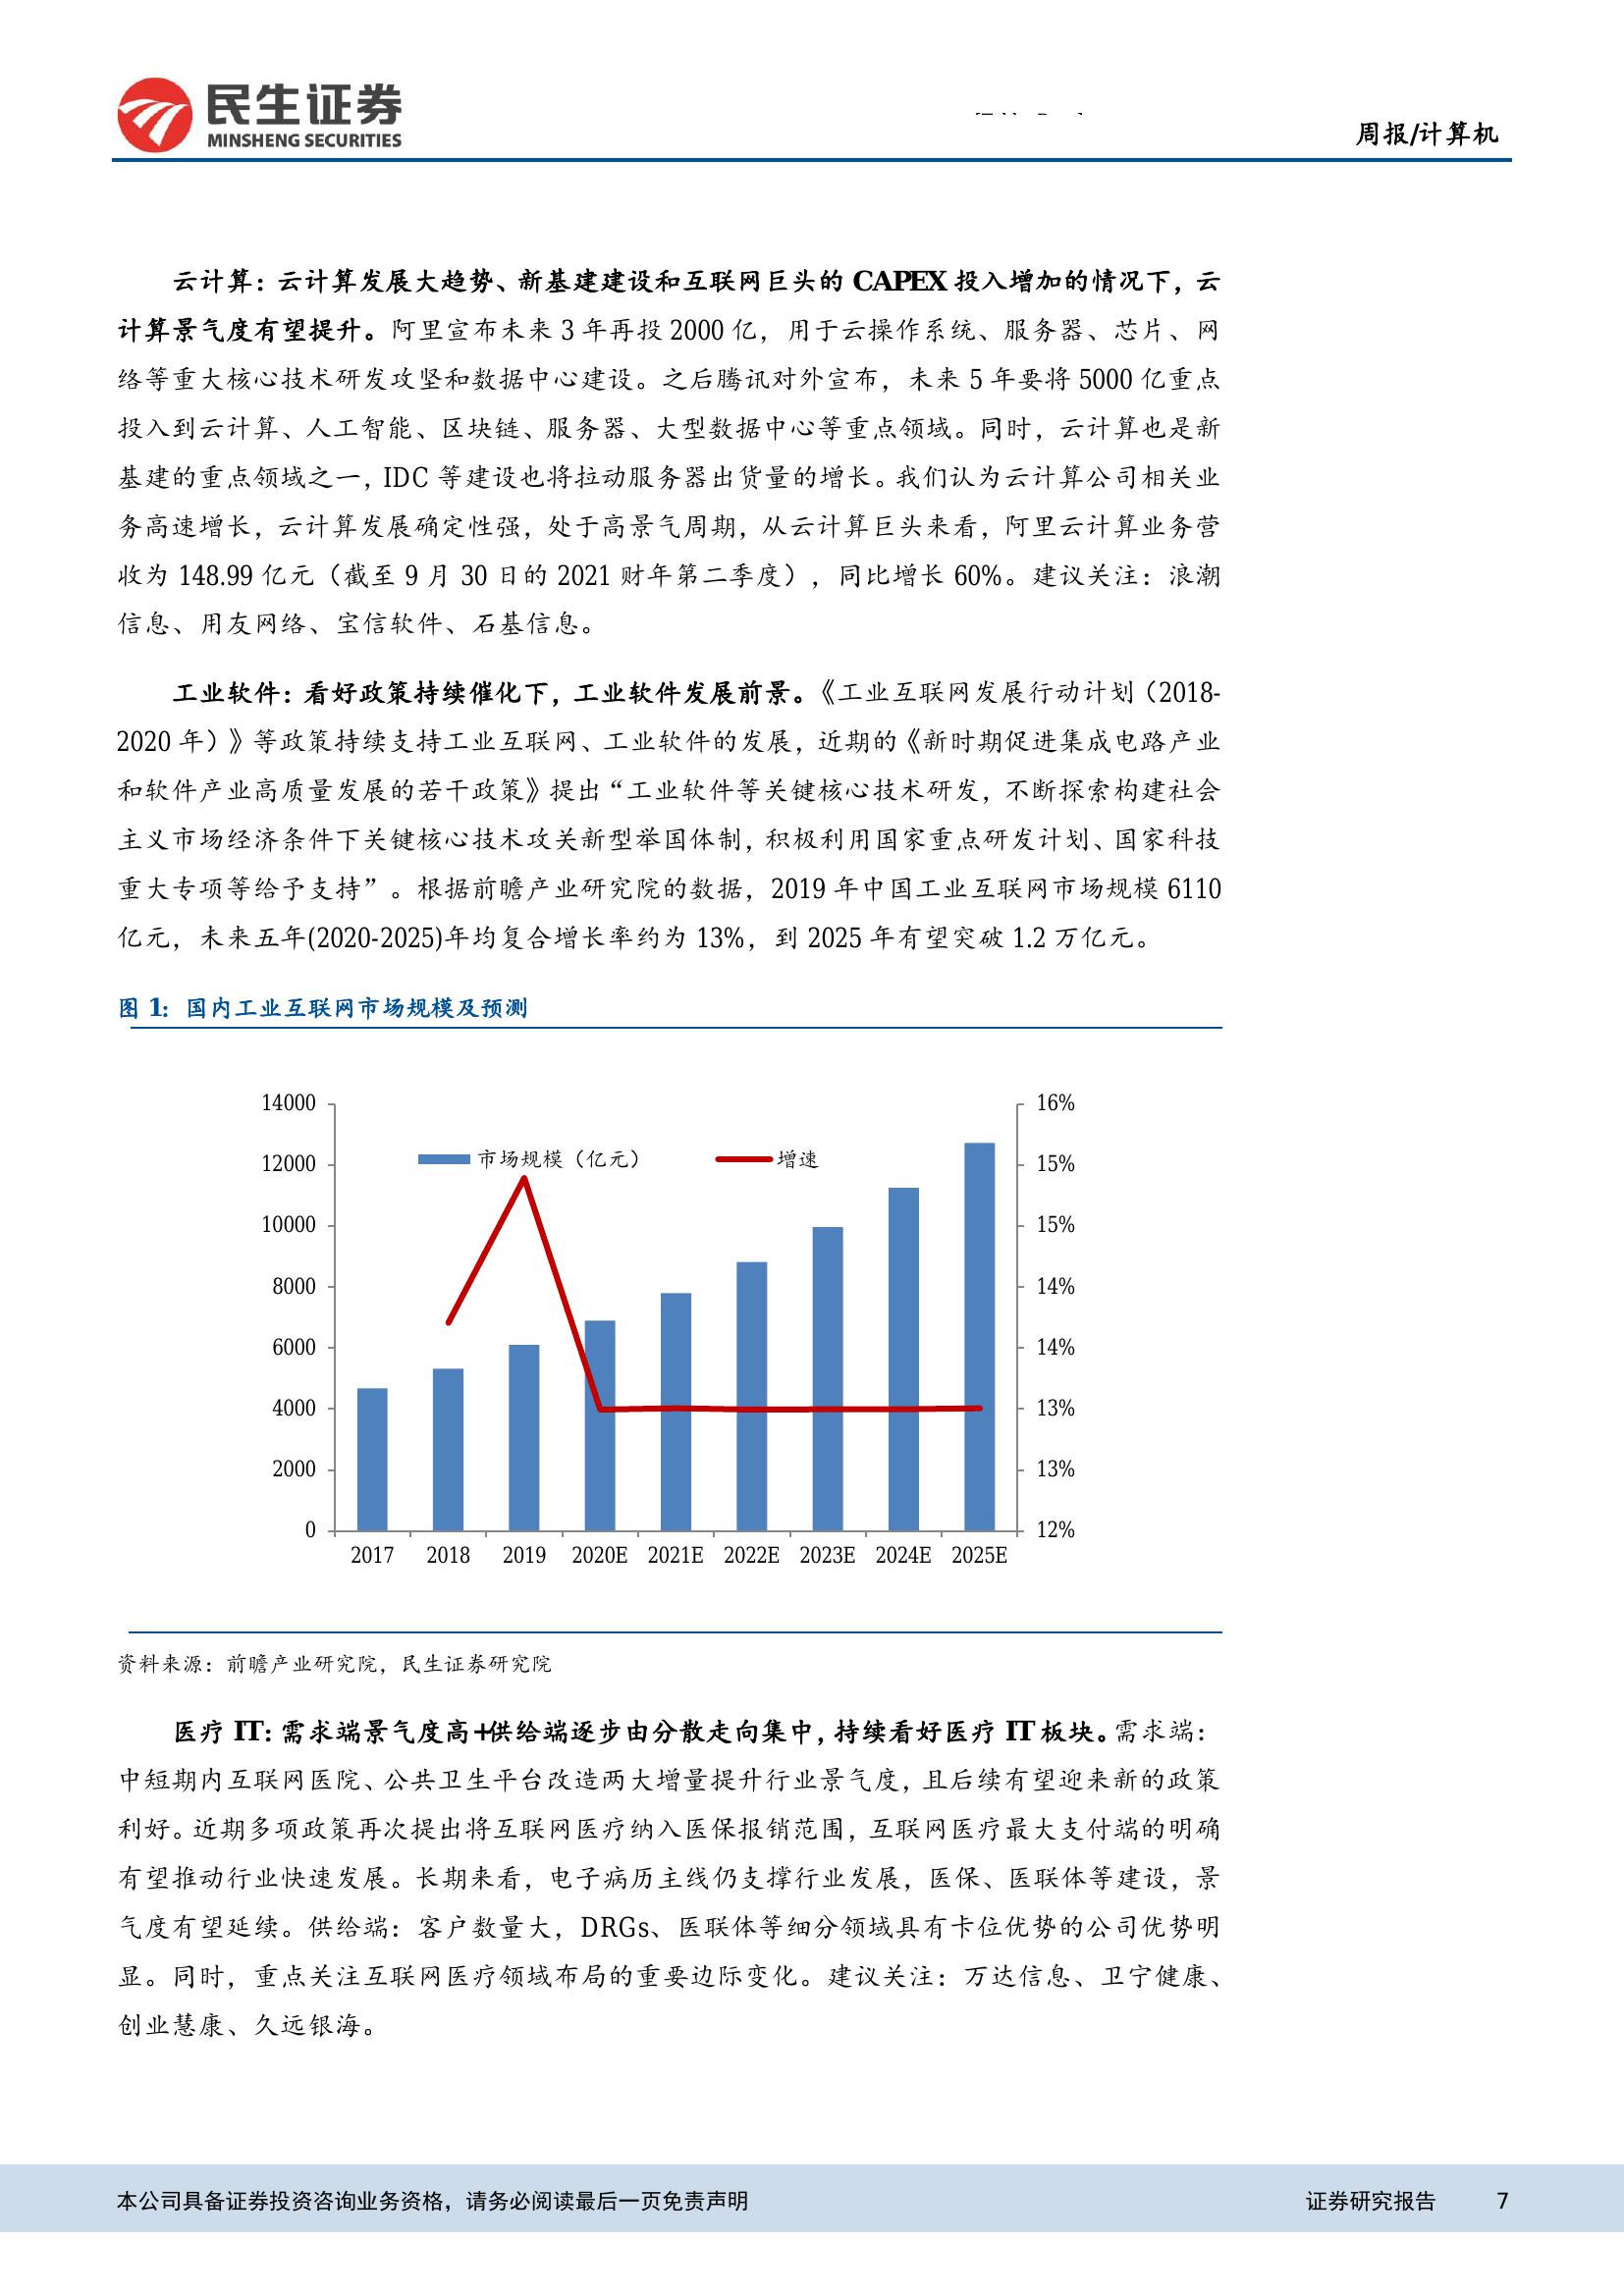 民生证券
MINSHENG SECURITIES
周报/计算机
云计算：云计算发展大趋势、新基建建设和互联网巨头的 CAPEX 投入增加的情况下，云
计算景气度有望提升。阿里宣布未来 3 年再投 2000 亿，用于云操作系统、服务器、芯片、网
络等重大核心技术研发攻坚和数据中心建设。之后腾讯对外宣布，未来 5 年要将 5000 亿重点
投入到云计算、人工智能、区块链、服务器、大型数据中心等重点领域。同时，云计算也是新
基建的重点领域之一，IDC 等建设也将拉动服务器出货量的增长。我们认为云计算公司相关业
务高速增长，云计算发展确定性强，处于高景气周期，从云计算巨头来看，阿里云计算业务营
收为 148.99 亿元（截至 9 月 30 日的 2021 财年第二季度），同比增长 60%。建议关注：浪潮
信息、用友网络、宝信软件、石基信息。
工业软件：看好政策持续催化下，工业软件发展前景。《工业互联网发展行动计划（2018-
2020 年）》等政策持续支持工业互联网、工业软件的发展，近期的《新时期促进集成电路产业
和软件产业高质量发展的若干政策》提出“工业软件等关键核心技术研发，不断探索构建社会
主义市场经济条件下关键核心技术攻关新型举国体制，积极利用国家重点研发计划、国家科技
重大专项等给予支持”。根据前瞻产业研究院的数据，2019 年中国工业互联网市场规模 6110
亿元，未来五年(2020-2025)年均复合增长率约为 13%，到 2025 年有望突破 1.2 万亿元。
图 1：国内工业互联网市场规模及预测
14000
12000
10000
8000
6000
4000
2000
0
市场规模（亿元） 增速
16%
15%
15%
14%
14%
13%
13%
12%
2017 2018 2019 2020E 2021E 2022E 2023E 2024E 2025E
资料来源：前瞻产业研究院，民生证券研究院
医疗 IT：需求端景气度高+供给端逐步由分散走向集中，持续看好医疗 IT 板块。需求端：
中短期内互联网医院、公共卫生平台改造两大增量提升行业景气度，且后续有望迎来新的政策
利好。近期多项政策再次提出将互联网医疗纳入医保报销范围，互联网医疗最大支付端的明确
有望推动行业快速发展。长期来看，电子病历主线仍支撑行业发展，医保、医联体等建设，景
气度有望延续。供给端：客户数量大，DRGs、医联体等细分领域具有卡位优势的公司优势明
显。同时，重点关注互联网医疗领域布局的重要边际变化。建议关注：万达信息、卫宁健康、
创业慧康、久远银海。
本公司具备证券投资咨询业务资格，请务必阅读最后一页免责声明 证券研究报告 7